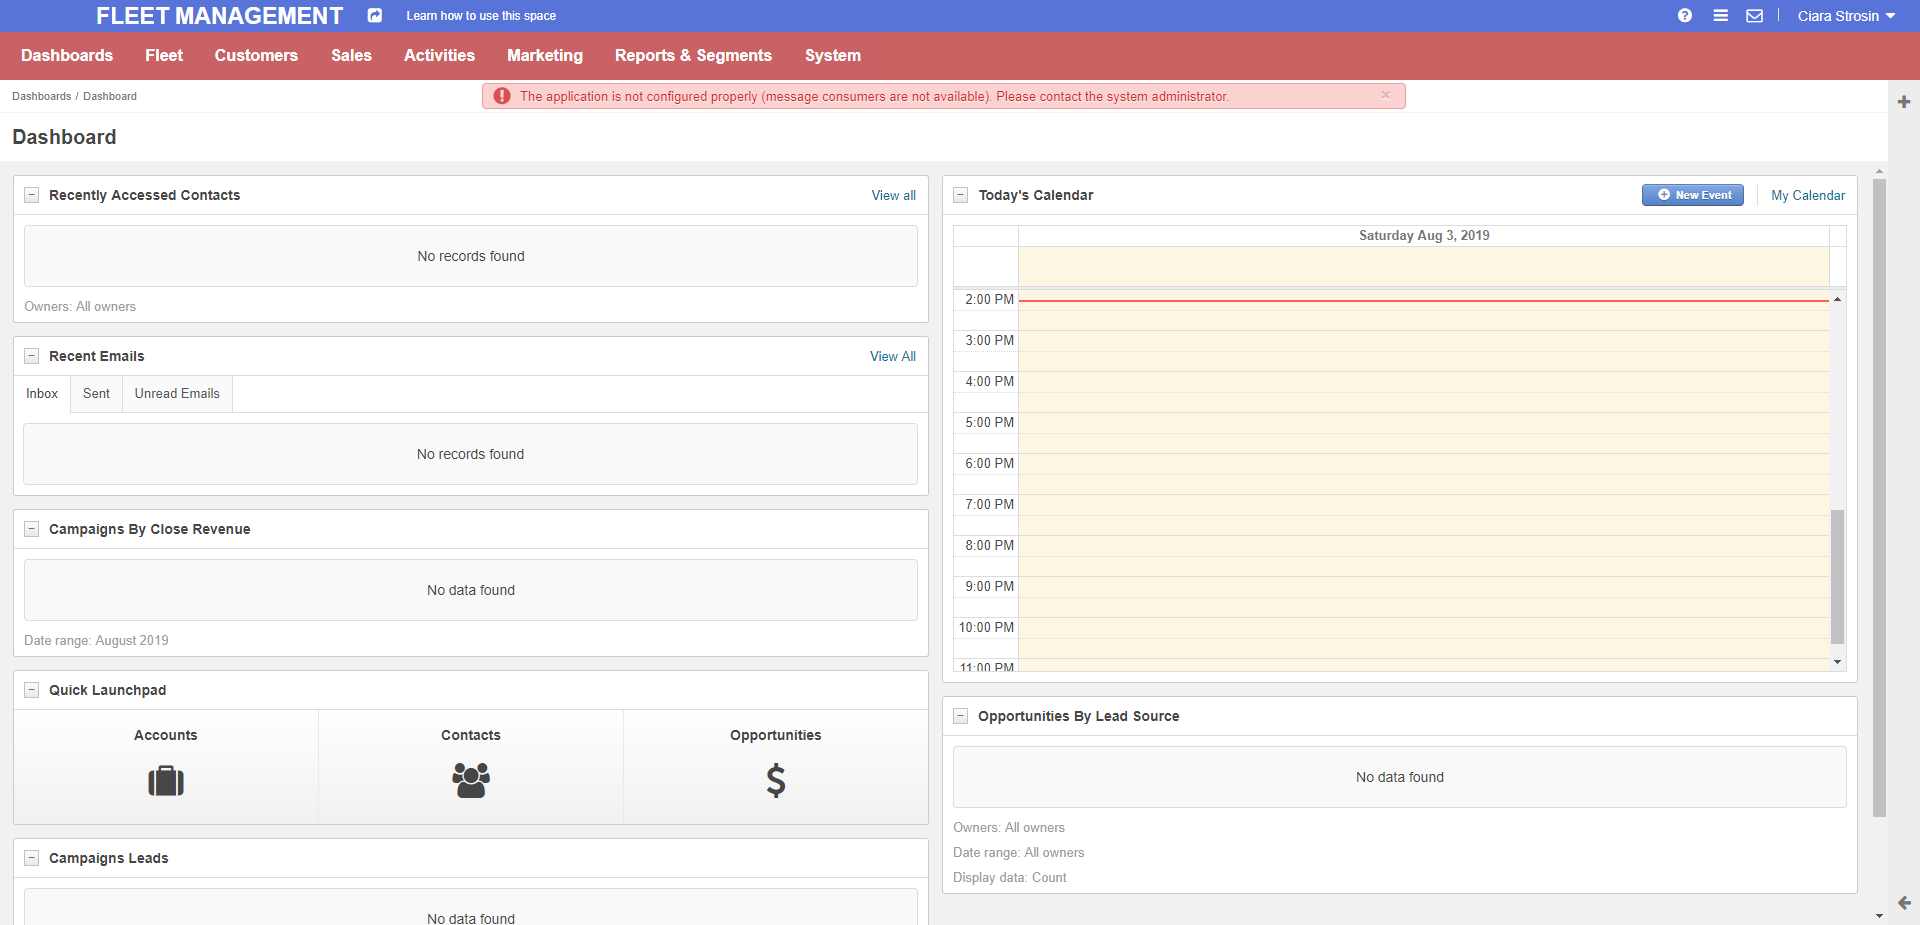 FLEET MANAGEMENT
Learn how to use this space
Ciara Strosin
Dashboards
Fleet
Customers
Sales
Activities
Marketing
Reports & Segments
System
Dashboards / Dashboard
The application is not configured properly (message consumers are not available). Please contact the system administrator.
×
Dashboard
Recently Accessed Contacts
View all
No records found
Owners: All owners
Recent Emails
View All
Inbox
Sent
Unread Emails
No records found
Campaigns By Close Revenue
No data found
Date range: August 2019
Quick Launchpad
Accounts
Contacts
Opportunities
Campaigns Leads
No data found
Today's Calendar
New Event
My Calendar
Saturday Aug 3, 2019
2:00 PM
3:00 PM
4:00 PM
5:00 PM
6:00 PM
7:00 PM
8:00 PM
9:00 PM
10:00 PM
11:00 PM
Opportunities By Lead Source
No data found
Owners: All owners
Date range: All owners
Display data: Count